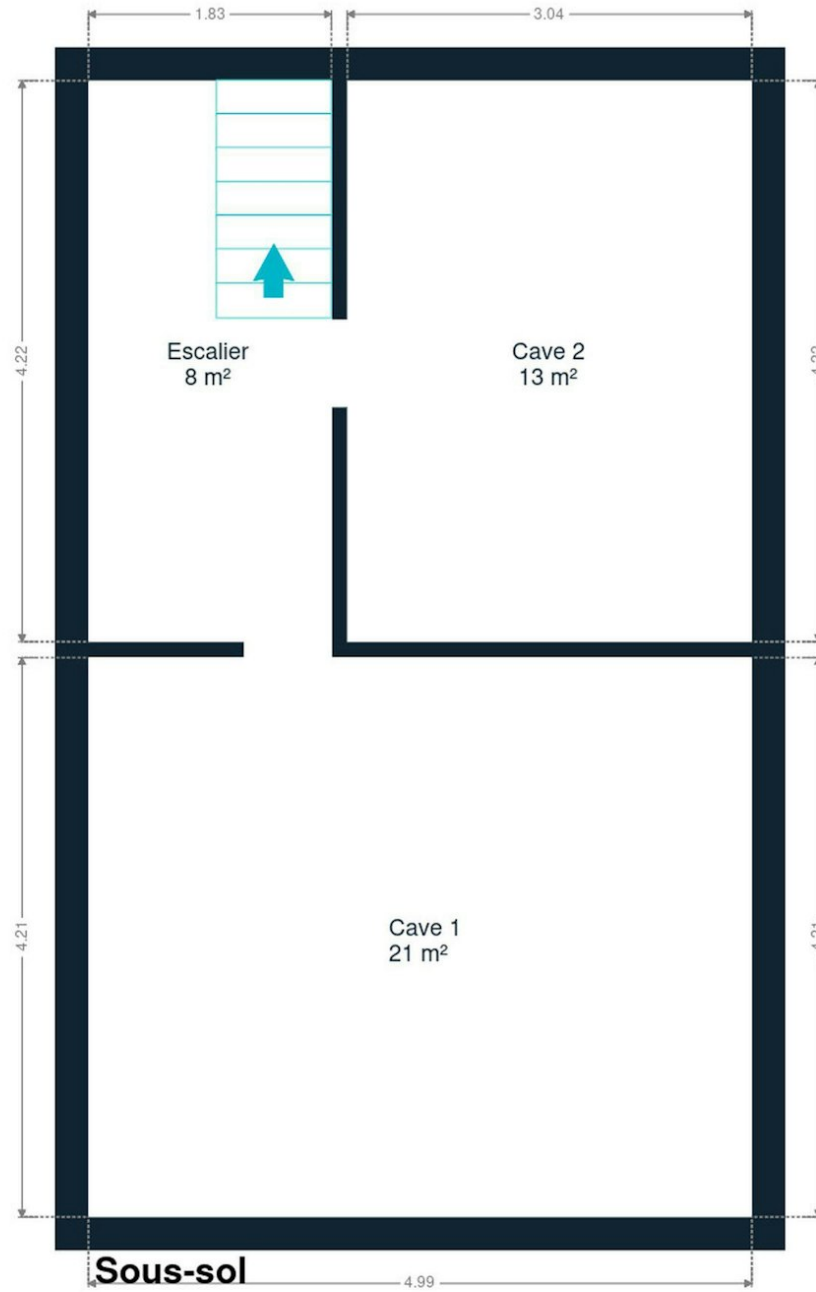 1.83
3.04
4.22
Escalier
8 m²
Cave 2
13 m²
4.21
Cave 1
21 m²
Sous-sol
4.99